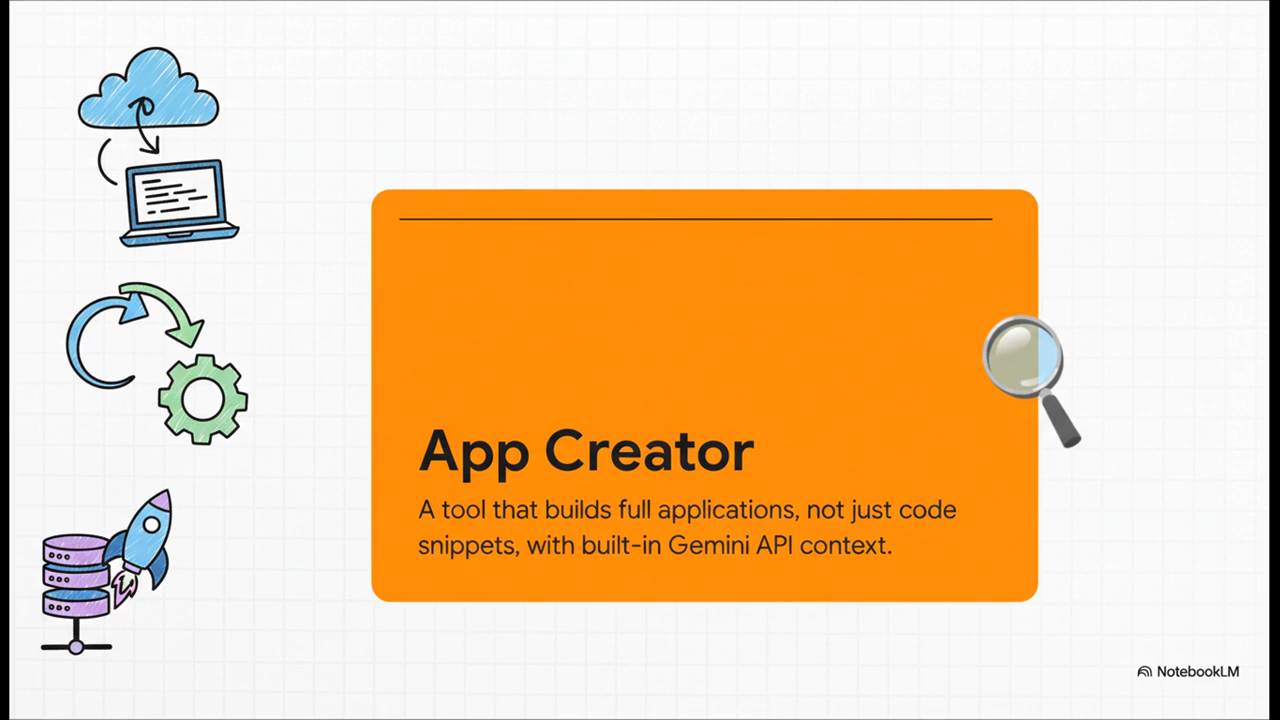 App Creator
A tool that builds full applications, not just code
snippets, with built-in Gemini API context.
NotebookLM